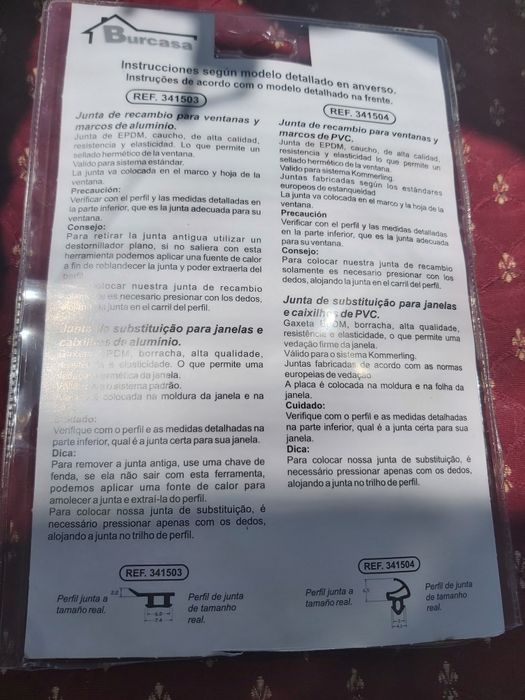 Burcasa
Instrucciones según modelo detallado en anverso.
Instruções de acordo com o modelo detalhado na frente.
REF. 341503
Junta de recambio para ventanas y
marcos de aluminio.
Junta de EPDM, caucho, de alta calidad,
resistencia y elasticidad. Lo que permite un
sellado hermético de la ventana.
Valido para sistema estándar.
La junta va colocada en el marco y hoja de la
ventana.
Precaución:
Verificar con el perfil y las medidas detalladas en
la parte inferior, que es la junta adecuada para su
ventana.
Consejo:
Para retirar la junta antigua utilizar un
destornillador plano, si no saliera con esta
herramienta podemos aplicar una fuente de calor
a fin de reblandecer la junta y poder extraerla del
perfil.
colocar nuestra junta de recambio
es necesario presionar con los dedos,
la junta en el carril del perfil.
Junta de substituição para janelas e
caixilhos de alumínio.
EPDM, borracha, alta qualidade,
e elasticidade. O que permite uma
hermética da janela.
sistema padrão.
colocada na moldura da janela e na
Verifique com o perfil e as medidas detalhadas na
parte inferior, qual é a junta certa para sua janela.
Dica:
Para remover a junta antiga, use uma chave de
fenda, se ela não sair com esta ferramenta,
podemos aplicar uma fonte de calor para
amolecer a junta e extraí-la do perfil.
Para colocar nossa junta de substituição, é
necessário pressionar apenas com os dedos,
alojando a junta no trilho de perfil.
REF. 341503
Perfil junta a
tamaño real.
Perfil de junta
de tamanho
real.
REF. 341504
Junta de recambio para ventanas y
marcos de PVC.
Junta de EPDM, caucho, de alta calidad,
resistencia y elasticidad. Lo que permite un
sellado hermético de la ventana.
Valido para sistema Kommerling.
Juntas fabricadas según los estándares
europeos de estanqueidad
La junta va colocada en el marco y la hoja de la
ventana.
Precaución
Verificar con el perfil y las medidas detalladas
en la parte inferior, que es la junta adecuada
para su ventana.
Consejo:
Para colocar nuestra junta de recambio
solamente es necesario presionar con los
dedos, alojando la junta en el carril del perfil.
Junta de substituição para janelas
e caixilhos de PVC.
Gaxeta EPDM, borracha, alta qualidade,
resistência e elasticidade, o que permite uma
vedação firme da janela.
Válido para o sistema Kommerling.
Juntas fabricadas de acordo com as normas
europeias de vedação
A placa é colocada na moldura e na folha da
janela.
Cuidado:
Verifique com o perfil e as medidas detalhadas
na parte inferior, qual é a junta certa para sua
janela.
Dica:
Para colocar nossa junta de substituição, é
necessário pressionar apenas com os dedos,
alojando a junta no trilho de perfil.
REF. 341504
Perfil junta a
tamaño real.
Perfil de junta
de tamanho
real.